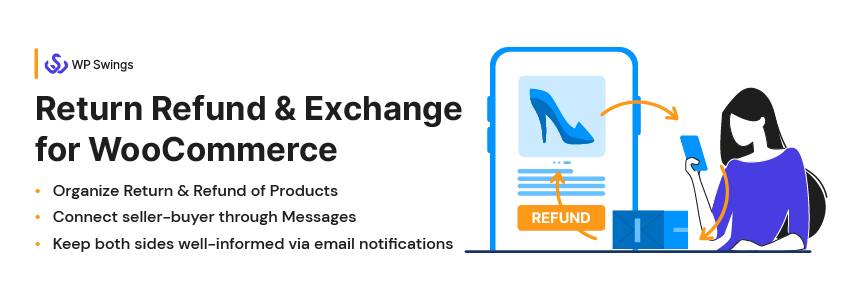 WP Swings
Return Refund & Exchange
for WooCommerce
• Organize Return & Refund of Products
• Connect seller-buyer through Messages
• Keep both sides well-informed via email notifications
REFUND